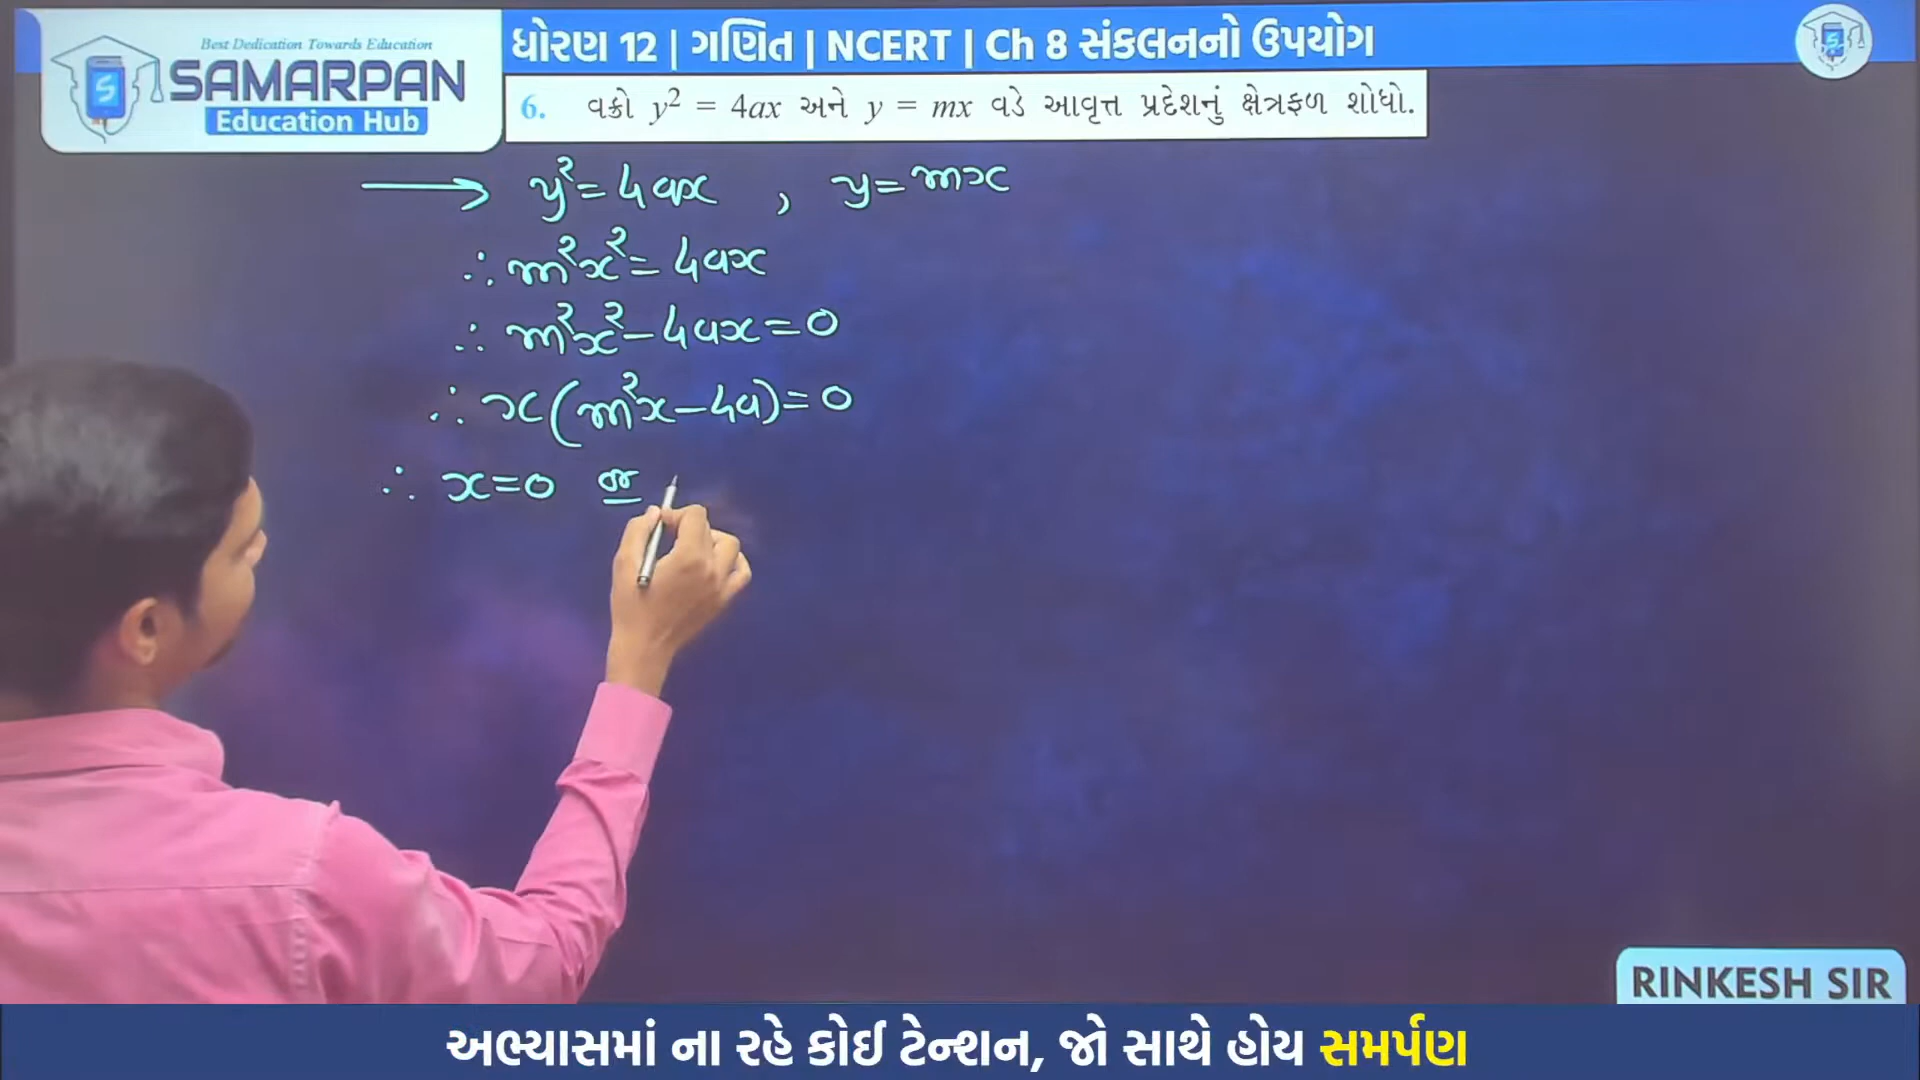 Best Dedication Towards Education
SAMARPAN
Education Hub
ધોરણ 12 | ગણિત | NCERT | Ch 8 સંકલનનો ઉપયોગ
6. વક્રો y² = 4ax અને y = mx વડે આવૃત્ત પ્રદેશનું ક્ષેત્રફળ શોધો.
→ y² = 4ax , y = mx
∴ m²x² = 4ax
∴ m²x² − 4ax = 0
∴ x(m²x − 4a) = 0
∴ x = 0 or
RINKESH SIR
અભ્યાસમાં ના રહે કોઈ ટેન્શન, જો સાથે હોય સમર્પણ